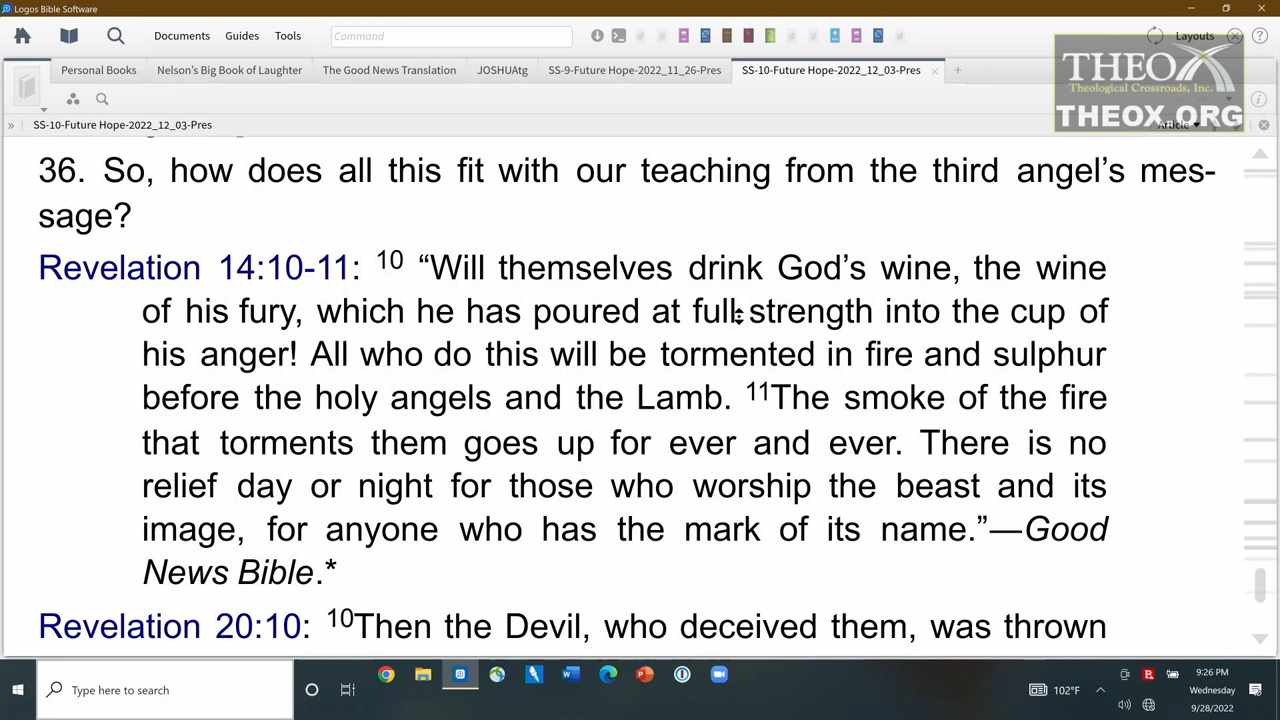 Logos Bible Software
Documents Guides Tools Command Layouts
Personal Books Nelson's Big Book of Laughter The Good News Translation JOSHUAtg SS-9-Future Hope-2022_11_26-Pres SS-10-Future Hope-2022_12_03-Pres
THEOX
Theological Crossroads, Inc.
THEOX.ORG
SS-10-Future Hope-2022_12_03-Pres Article
36. So, how does all this fit with our teaching from the third angel's mes-
sage?
Revelation 14:10-11: 10 “Will themselves drink God's wine, the wine
of his fury, which he has poured at full strength into the cup of
his anger! All who do this will be tormented in fire and sulphur
before the holy angels and the Lamb. 11The smoke of the fire
that torments them goes up for ever and ever. There is no
relief day or night for those who worship the beast and its
image, for anyone who has the mark of its name.”—Good
News Bible.*
Revelation 20:10: 10Then the Devil, who deceived them, was thrown
Type here to search
102°F
9:26 PM
Wednesday
9/28/2022